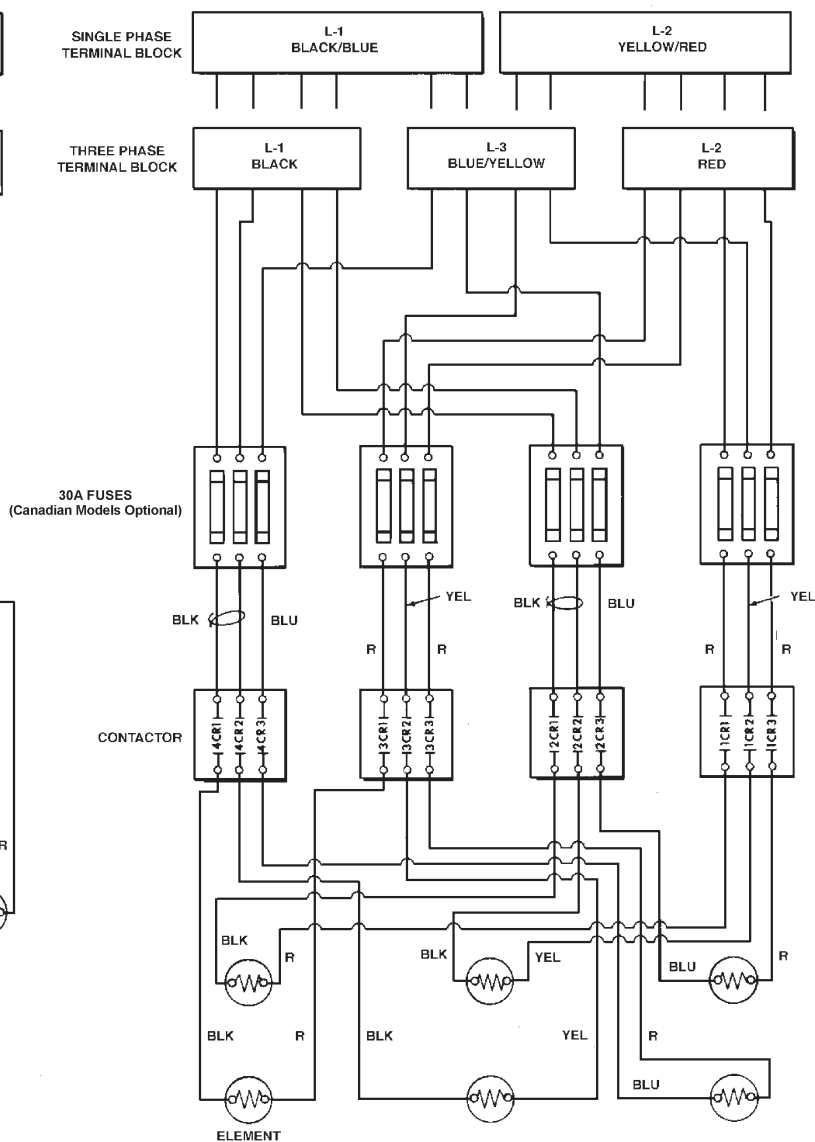 SINGLE PHASE
TERMINAL BLOCK
L-1
BLACK/BLUE
L-2
YELLOW/RED
THREE PHASE
TERMINAL BLOCK
L-1
BLACK
L-3
BLUE/YELLOW
L-2
RED
30A FUSES
(Canadian Models Optional)
BLK
BLU
YEL
R
R
BLK
BLU
YEL
R
R
CONTACTOR
4CR1
4CR2
4CR3
3CR1
3CR2
3CR3
2CR1
2CR2
2CR3
1CR1
1CR2
1CR3
R
BLK
R
BLK
YEL
BLU
R
BLK
R
BLK
YEL
R
BLU
ELEMENT